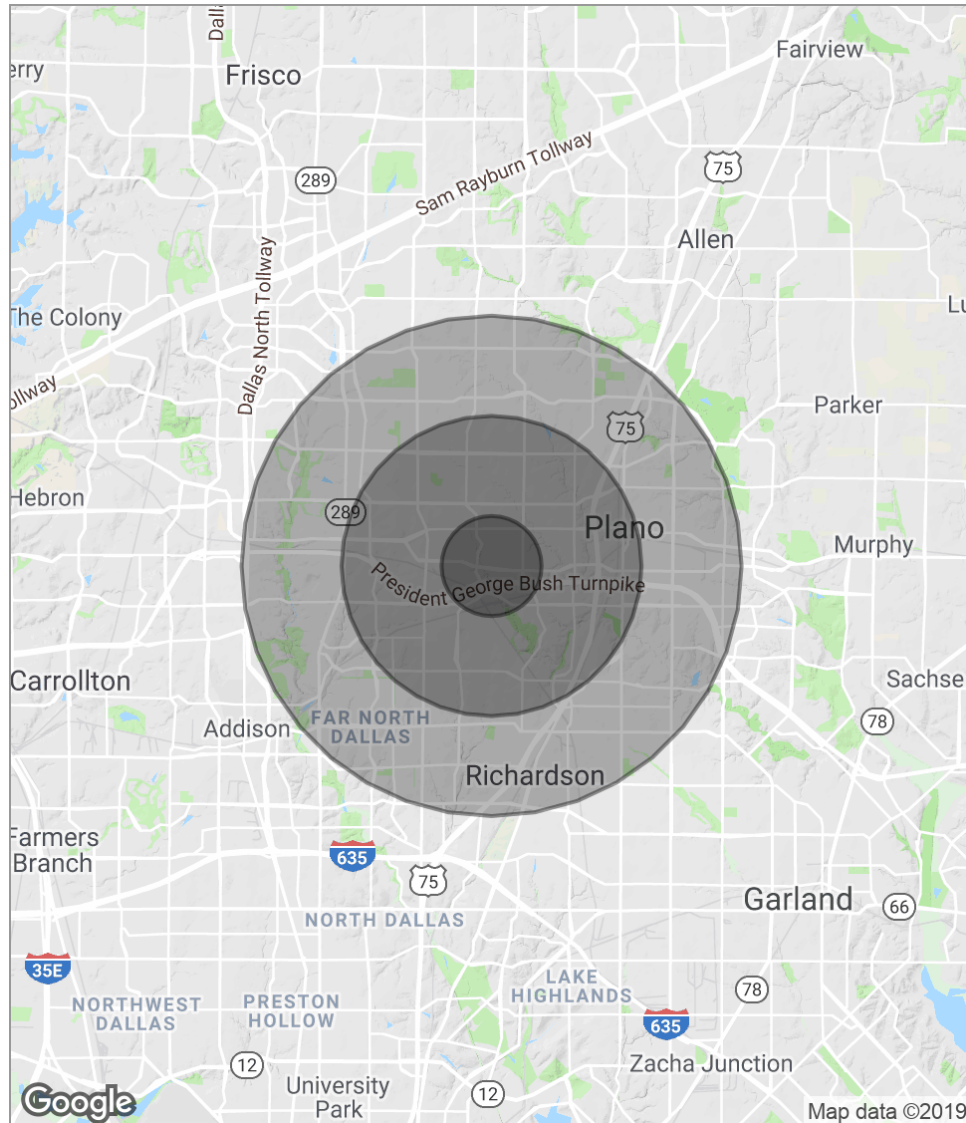 Dall
Fairview
erry
Frisco
Sam Rayburn Tollway
75
289
Allen
Dallas North Tollway
The Colony
Lu
ollway
Parker
75
Hebron
289
Plano
Murphy
President George Bush Turnpike
Carrollton
Sachse
FAR NORTH
DALLAS
Addison
78
Richardson
Farmers
Branch
635
75
Garland
66
NORTH DALLAS
35E
LAKE
HIGHLANDS
78
NORTHWEST
DALLAS
PRESTON
HOLLOW
635
12
Zacha Junction
University
Park
12
Google
Map data ©2019